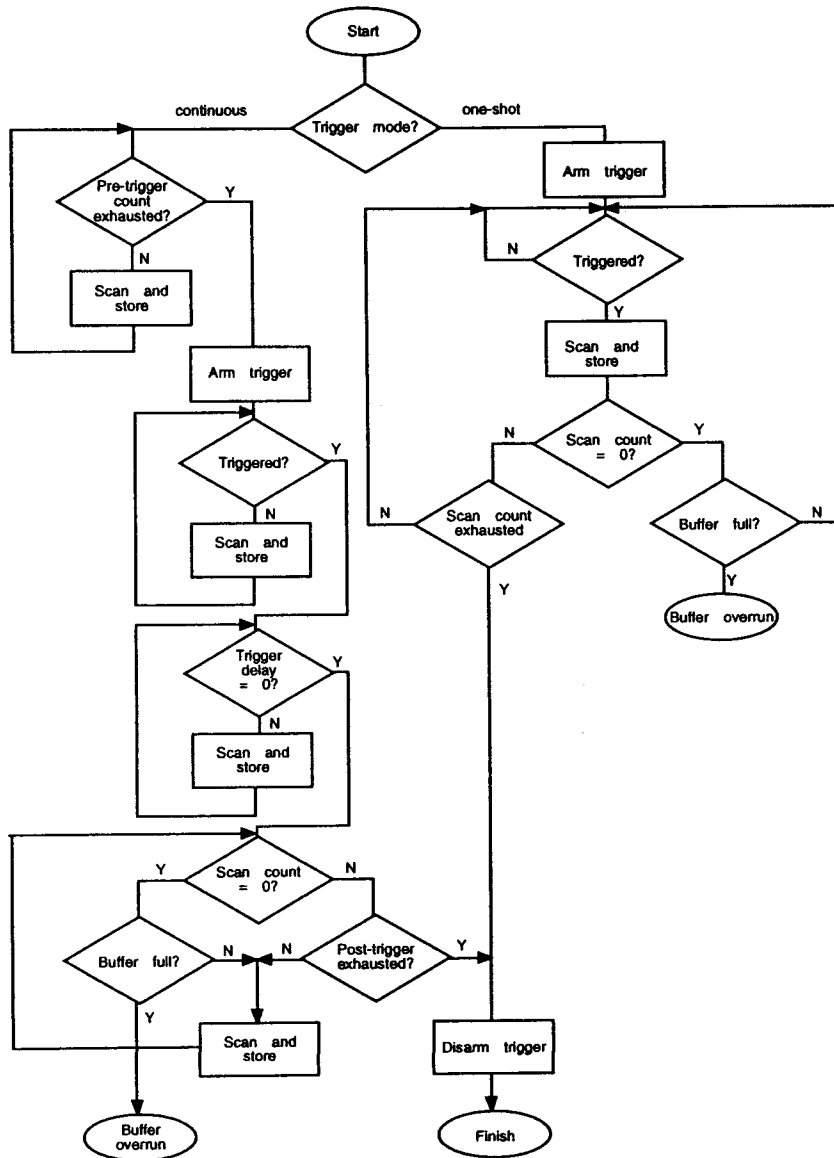 Start
continuous
one-shot
Trigger mode?
Arm trigger
Pre-trigger
count
exhausted?
Y
N
Scan and
store
Triggered?
N
Y
Scan and
store
Arm trigger
Triggered?
Y
N
Scan and
store
Scan count
= 0?
N
Y
Scan count
exhausted
N
Y
Buffer full?
N
Y
Buffer overrun
Trigger
delay
= 0?
Y
N
Scan and
store
Scan count
= 0?
Y
N
Buffer full?
N
Y
Post-trigger
exhausted?
N
Y
Scan and
store
Disarm trigger
Buffer
overrun
Finish